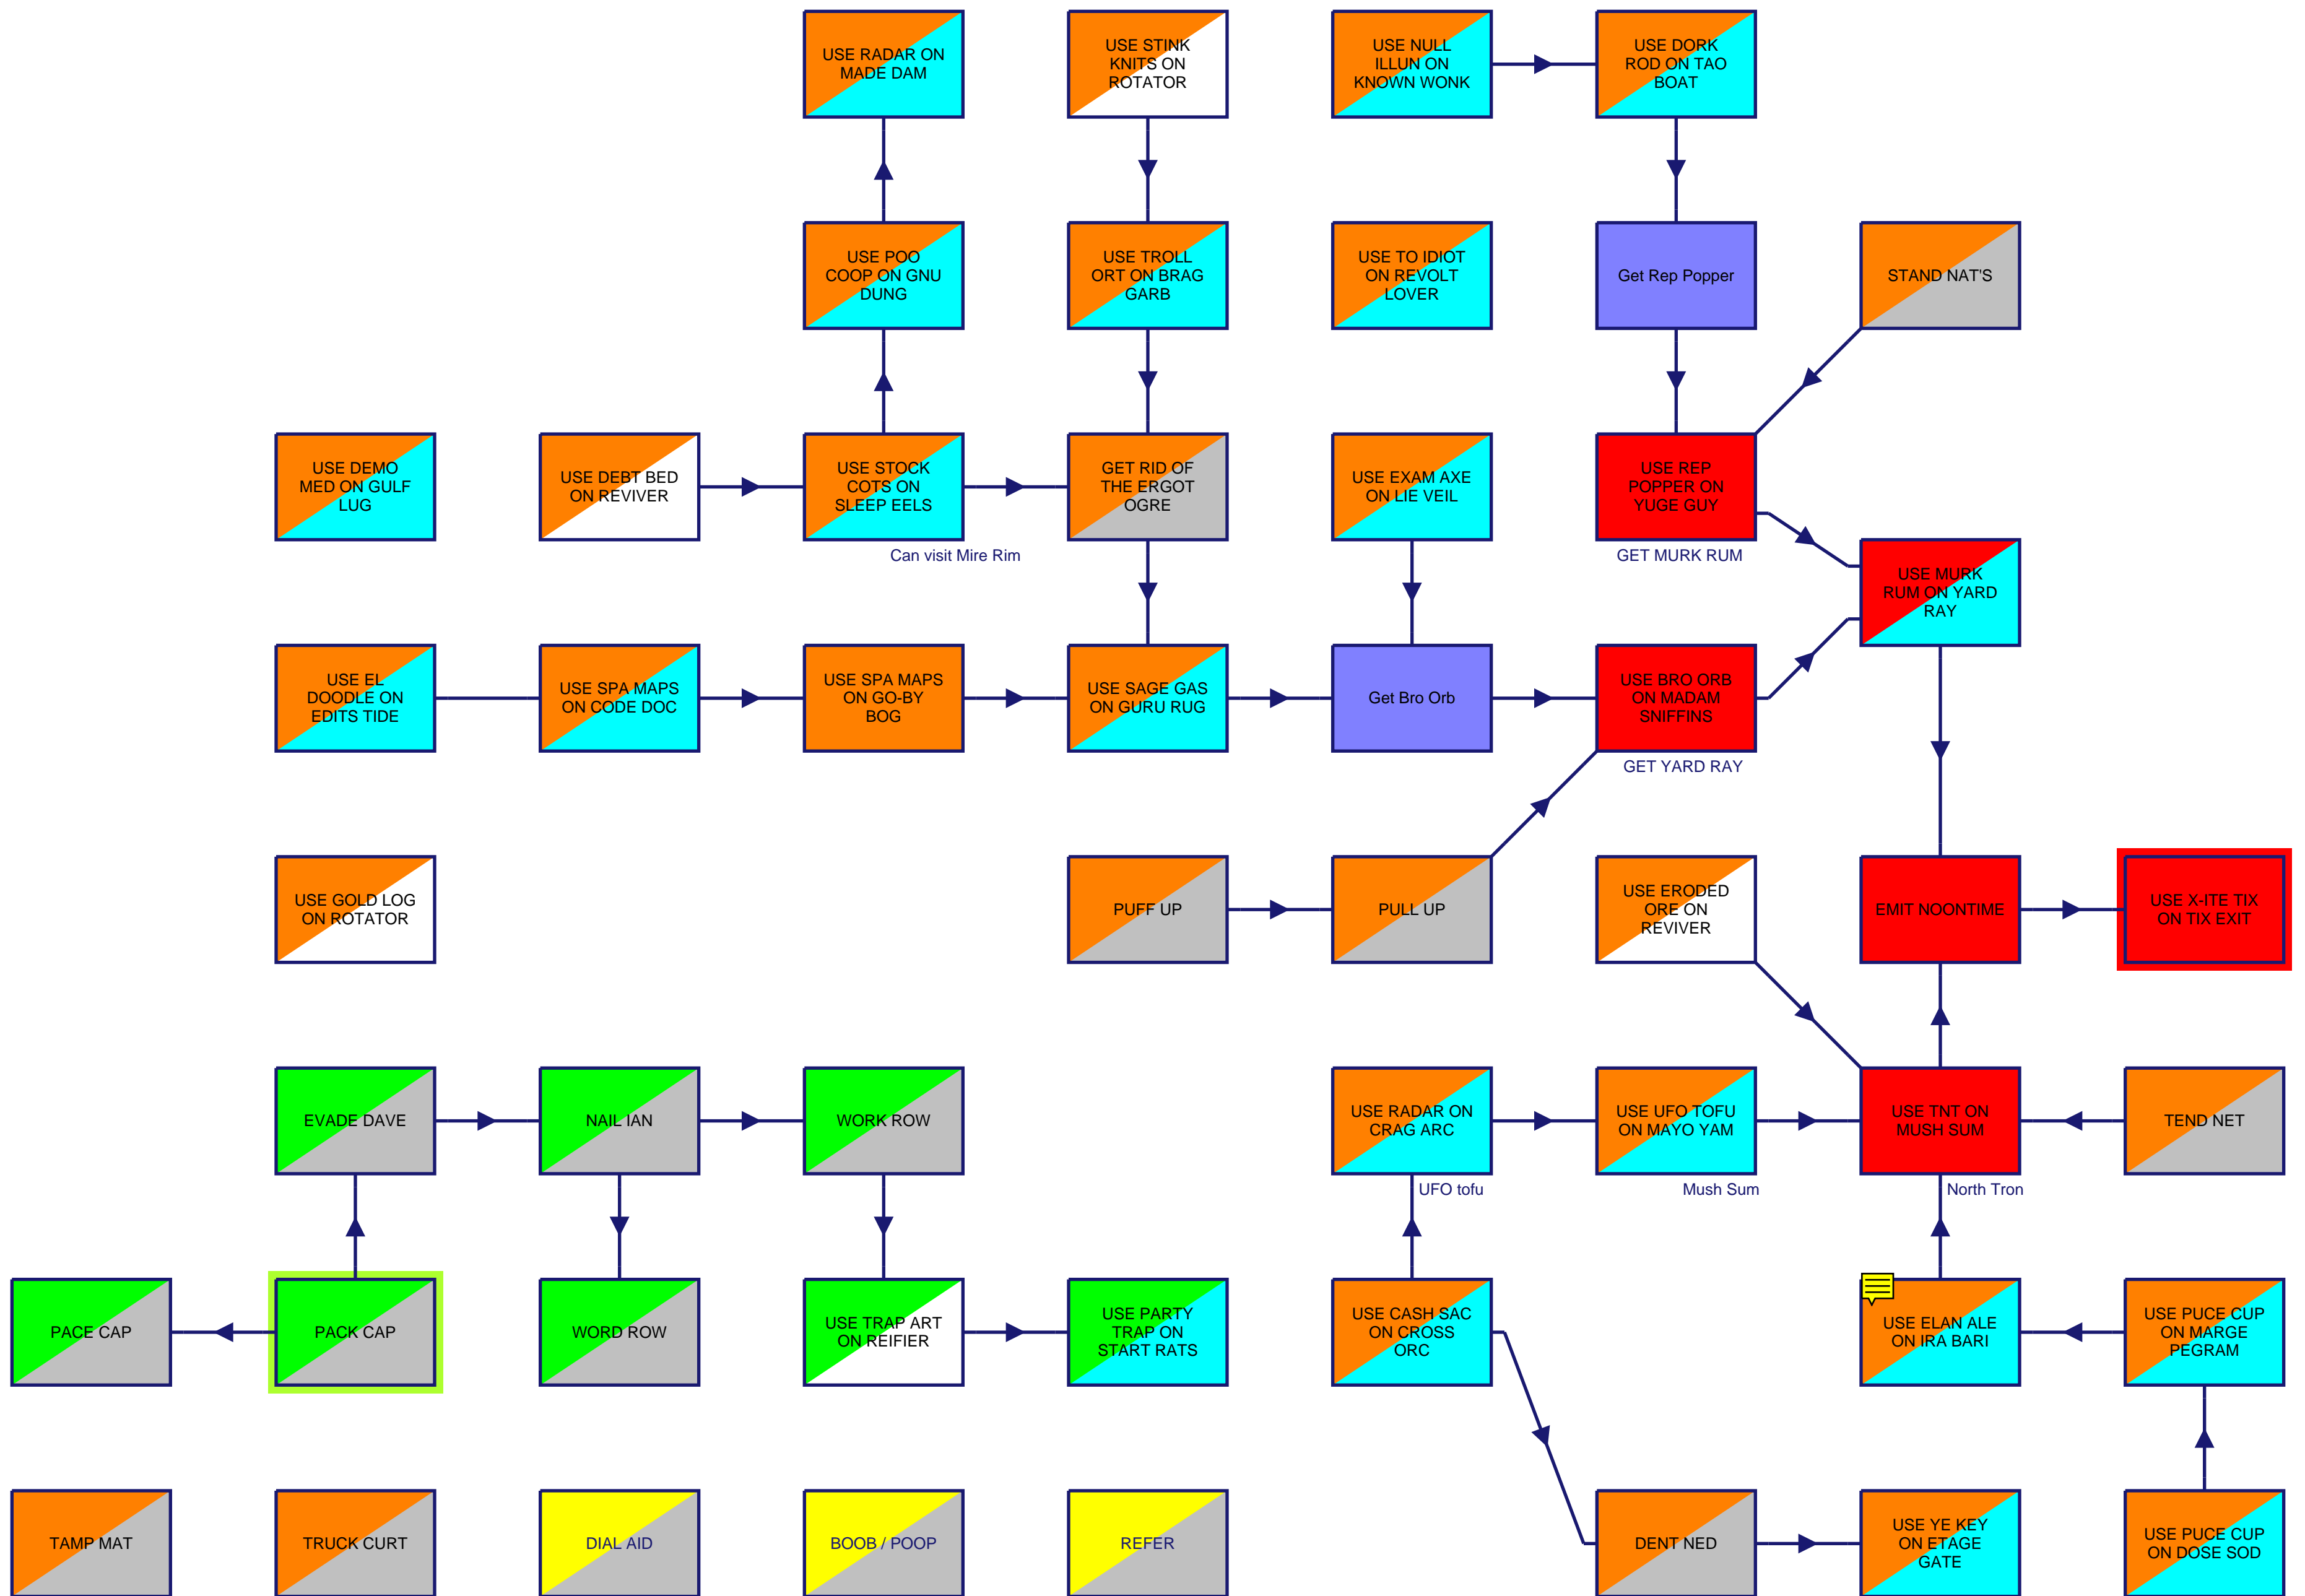 USE RADAR ON
MADE DAM
USE STINK
KNITS ON
ROTATOR
USE NULL
ILLUN ON
KNOWN WONK
USE DORK
ROD ON TAO
BOAT
USE POO
COOP ON GNU
DUNG
USE TROLL
ORT ON BRAG
GARB
USE TO IDIOT
ON REVOLT
LOVER
Get Rep Popper
STAND NAT'S
USE DEMO
MED ON GULF
LUG
USE DEBT BED
ON REVIVER
USE STOCK
COTS ON
SLEEP EELS
Can visit Mire Rim
GET RID OF
THE ERGOT
OGRE
USE EXAM AXE
ON LIE VEIL
USE REP
POPPER ON
YUGE GUY
GET MURK RUM
USE MURK
RUM ON YARD
RAY
USE EL
DOODLE ON
EDITS TIDE
USE SPA MAPS
ON CODE DOC
USE SPA MAPS
ON GO-BY
BOG
USE SAGE GAS
ON GURU RUG
Get Bro Orb
USE BRO ORB
ON MADAM
SNIFFINS
GET YARD RAY
USE GOLD LOG
ON ROTATOR
PUFF UP
PULL UP
USE ERODED
ORE ON
REVIVER
EMIT NOONTIME
USE X-ITE TIX
ON TIX EXIT
EVADE DAVE
NAIL IAN
WORK ROW
USE RADAR ON
CRAG ARC
UFO tofu
USE UFO TOFU
ON MAYO YAM
Mush Sum
USE TNT ON
MUSH SUM
North Tron
TEND NET
PACE CAP
PACK CAP
WORD ROW
USE TRAP ART
ON REIFIER
USE PARTY
TRAP ON
START RATS
USE CASH SAC
ON CROSS
ORC
USE ELAN ALE
ON IRA BARI
USE PUCE CUP
ON MARGE
PEGRAM
TAMP MAT
TRUCK CURT
DIAL AID
BOOB / POOP
REFER
DENT NED
USE YE KEY
ON ETAGE
GATE
USE PUCE CUP
ON DOSE SOD